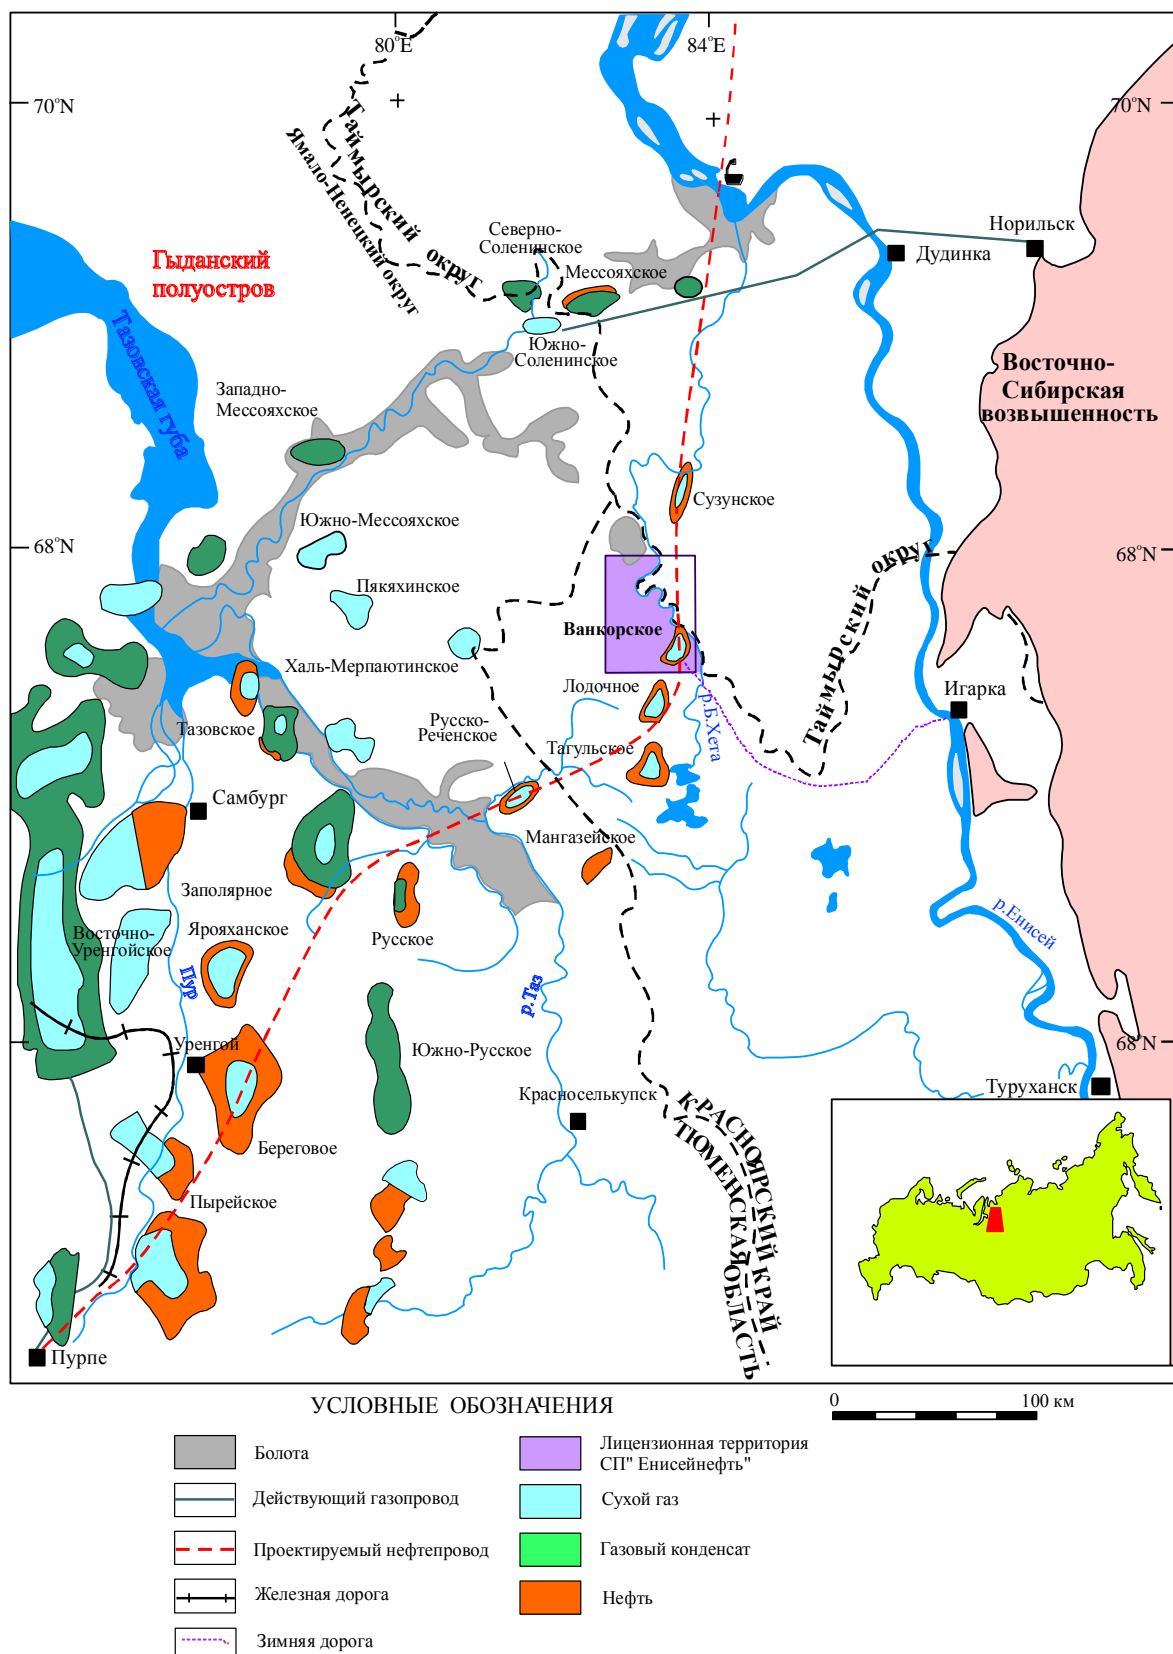 80°E
84°E
70°N
70°N
Таймырский округ
Ямало-Ненецкий округ
Северно-
Соленинское
Мессояхское
Норильск
Дудинка
Гыданский
полуостров
Тазовская губа
Южно-
Соленинское
Западно-
Мессояхское
Восточно-
Сибирская
возвышенность
Сузунское
Южно-Мессояхское
68°N
68°N
Таймырский округ
Пякяхинское
Ванкорское
Халь-Мерпаютинское
Лодочное
Игарка
р.Б.Хета
Русско-
Реченское
Тазовское
Тагульское
Самбург
Мангазейское
Заполярное
р.Енисей
Восточно-
Уренгойское
Ярояханское
Русское
Пур
р.Таз
Уренгой
Южно-Русское
68°N
Туруханск
Красноселькупск
КРАСНОЯРСКИЙ КРАЙ
ТЮМЕНСКАЯ ОБЛАСТЬ
Береговое
Пырейское
Пурпе
УСЛОВНЫЕ ОБОЗНАЧЕНИЯ
0 100 км
Болота
Лицензионная территория
СП" Енисейнефть"
Действующий газопровод
Сухой газ
Проектируемый нефтепровод
Газовый конденсат
Железная дорога
Нефть
Зимняя дорога